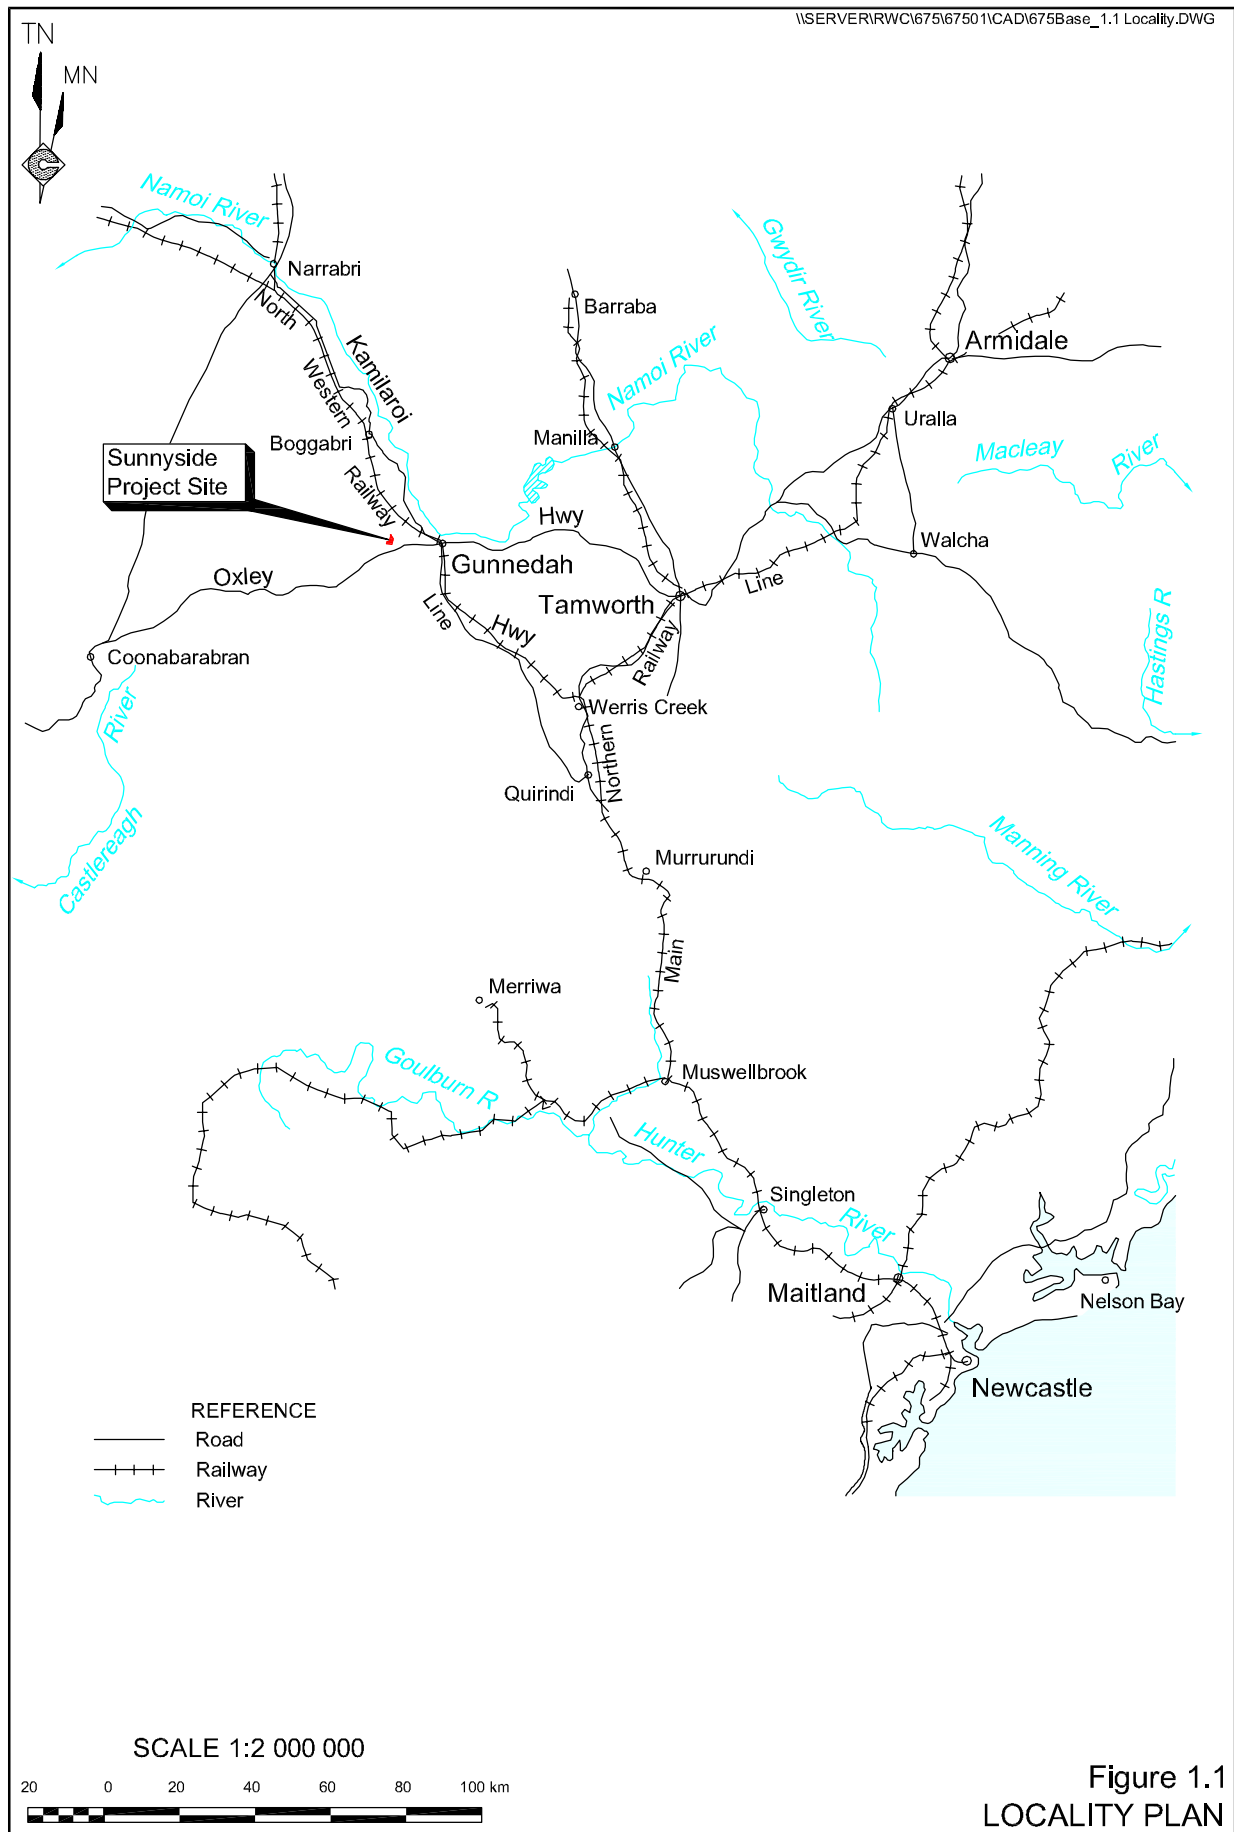 \\SERVER\RWC\675\67501\CAD\675Base_1.1 Locality.DWG
TN
MN
Namoi River
Narrabri
North
Western
Railway
Line
Kamilaroi
Hwy
Barraba
Namoi River
Gwydir River
Armidale
Uralla
Manilla
Boggabri
Sunnyside
Project Site
Macleay
River
Hwy
Walcha
Gunnedah
Oxley
Tamworth
Line
Railway
Hastings R
Coonabarabran
River
Castlereagh
Werris Creek
Northern
Quirindi
Manning River
Murrurundi
Main
Merriwa
Goulburn R
Muswellbrook
Hunter
River
Singleton
Maitland
Nelson Bay
Newcastle
REFERENCE
Road
Railway
River
SCALE 1:2 000 000
20 0 20 40 60 80 100 km
Figure 1.1
LOCALITY PLAN